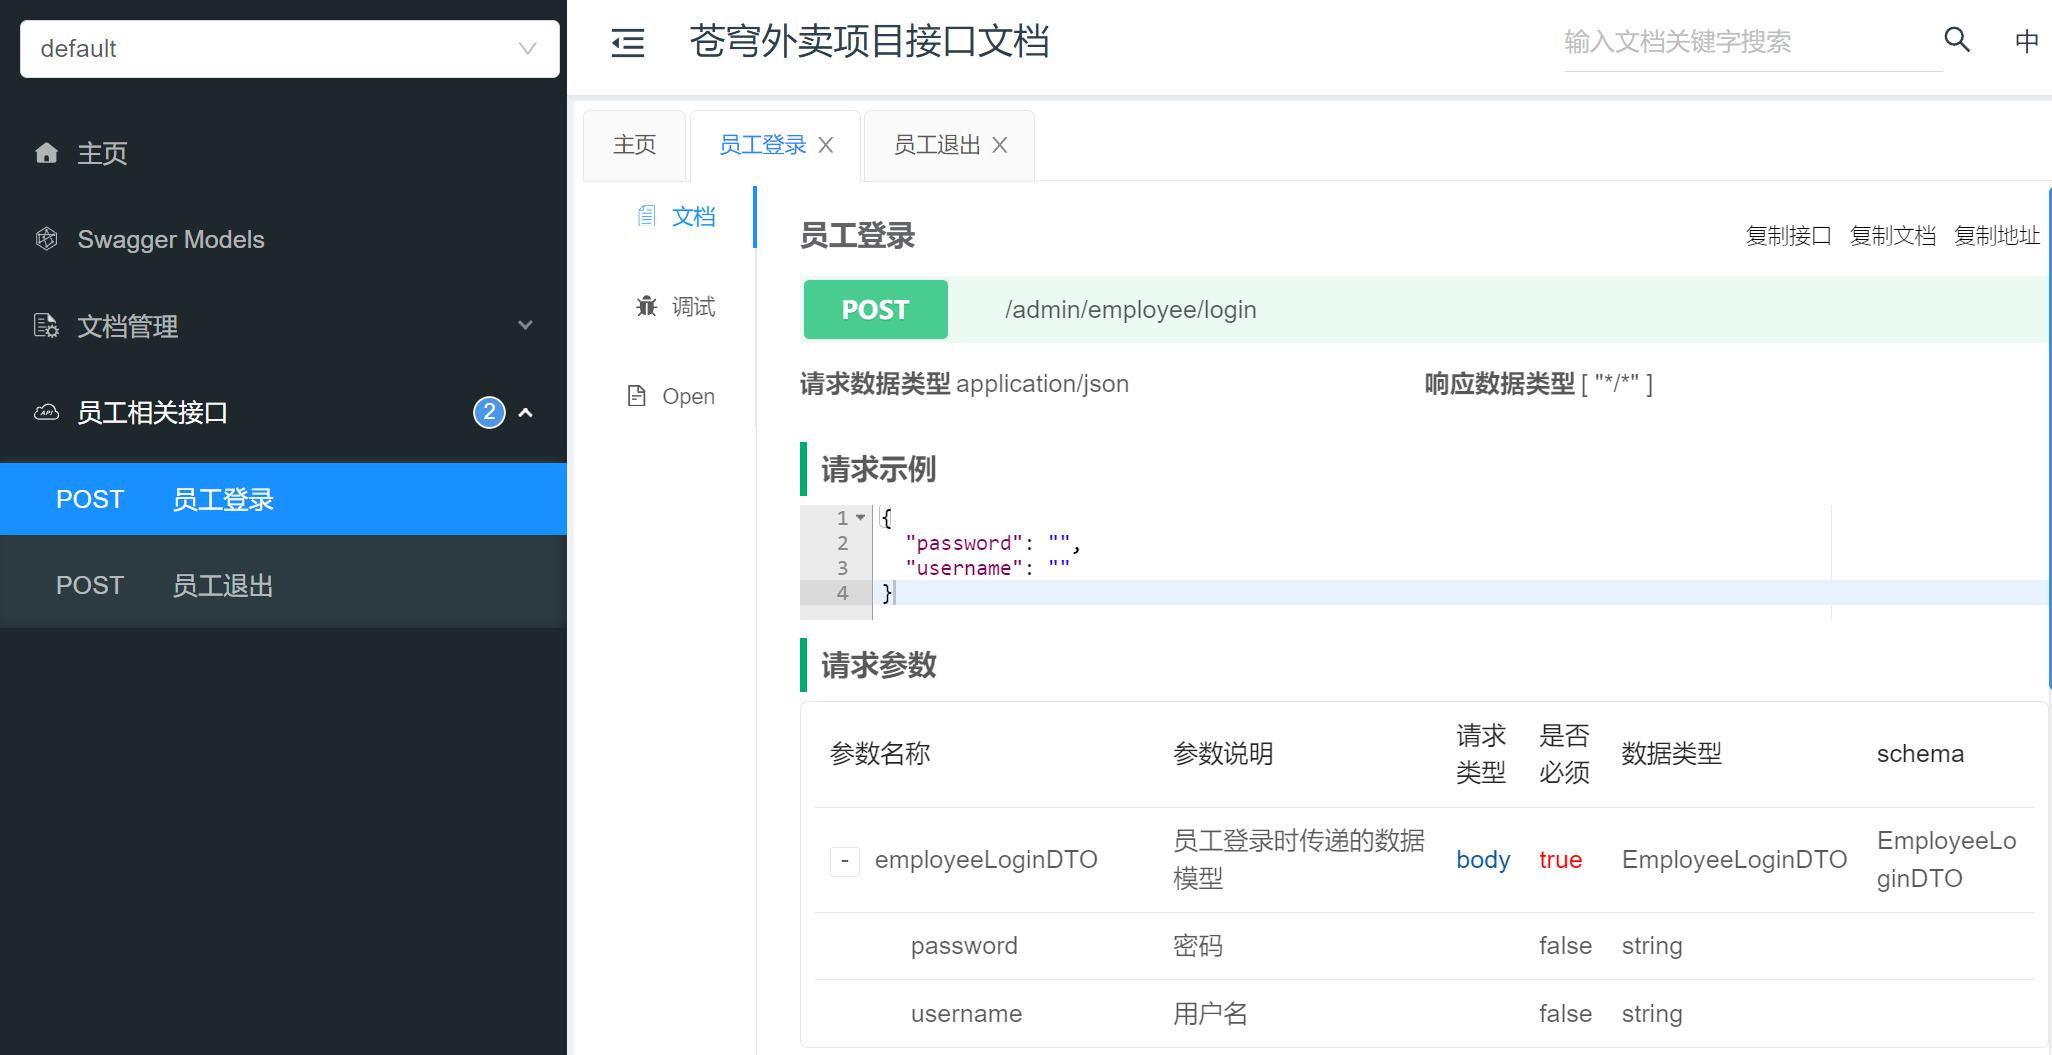 default
主页
Swagger Models
文档管理
员工相关接口 2
POST 员工登录
POST 员工退出
苍穹外卖项目接口文档
输入文档关键字搜索
中
主页 员工登录 员工退出
文档
调试
Open
员工登录
复制接口 复制文档 复制地址
POST /admin/employee/login
请求数据类型 application/json 响应数据类型 [ "*/*" ]
请求示例
1 {
2 "password": "",
3 "username": ""
4 }
请求参数
参数名称 参数说明 请求类型 是否必须 数据类型 schema
- employeeLoginDTO 员工登录时传递的数据模型 body true EmployeeLoginDTO EmployeeLoginDTO
password 密码 false string
username 用户名 false string